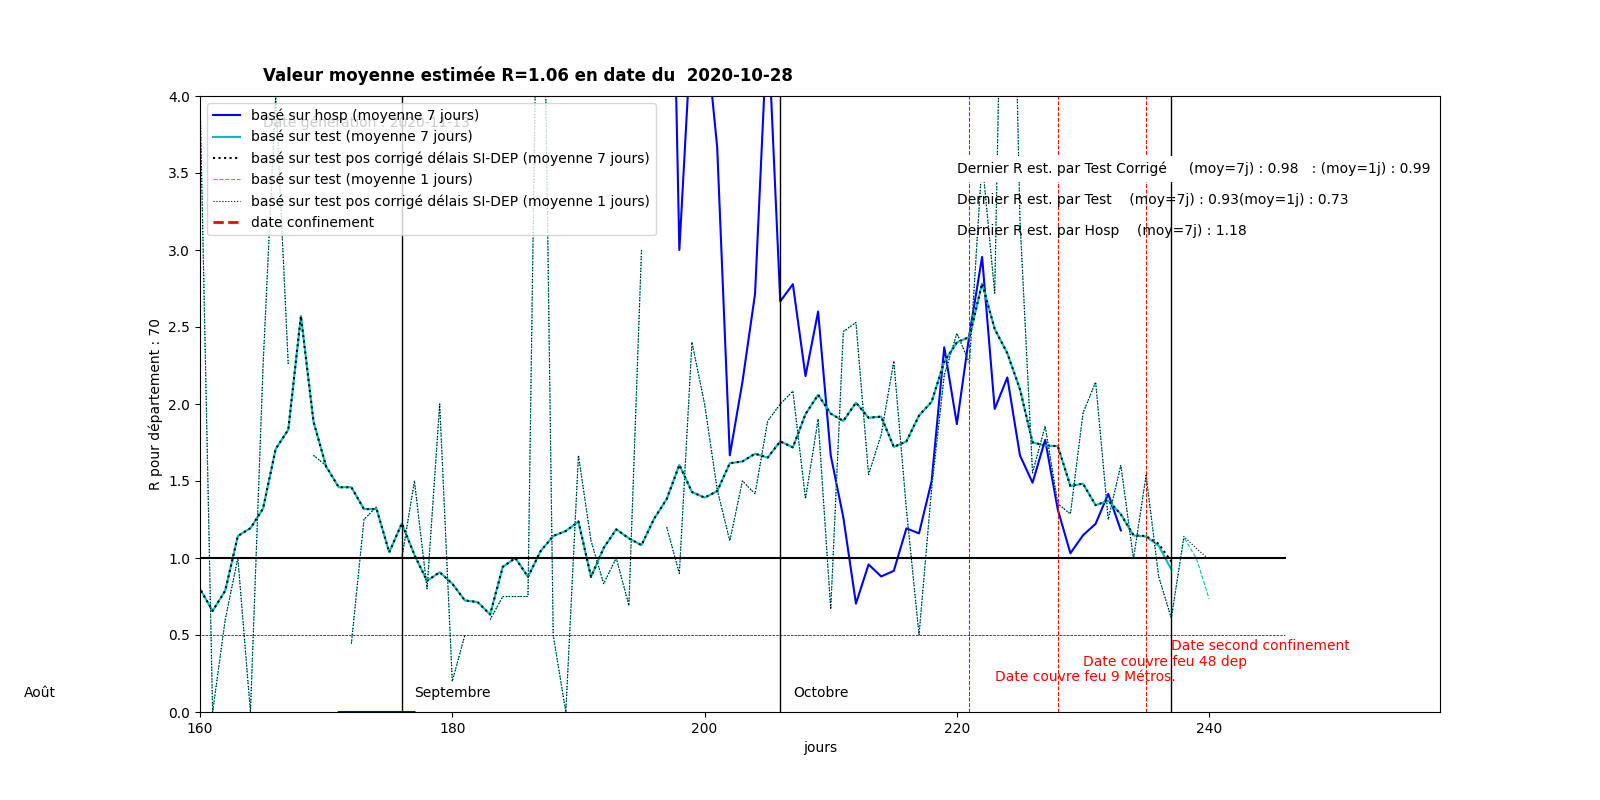 Valeur moyenne estimée R=1.06 en date du 2020-10-28
Date génération : 2020-11-13
basé sur hosp (moyenne 7 jours)
basé sur test (moyenne 7 jours)
basé sur test pos corrigé délais SI-DEP (moyenne 7 jours)
basé sur test (moyenne 1 jours)
basé sur test pos corrigé délais SI-DEP (moyenne 1 jours)
date confinement
Dernier R est. par Test Corrigé (moy=7j) : 0.98 : (moy=1j) : 0.99
Dernier R est. par Test (moy=7j) : 0.93(moy=1j) : 0.73
Dernier R est. par Hosp (moy=7j) : 1.18
4.0
3.5
3.0
2.5
2.0
1.5
1.0
0.5
0.0
R pour département : 70
Date second confinement
Date couvre feu 48 dep
Date couvre feu 9 Métros.
Août
Septembre
Octobre
160
180
200
220
240
jours